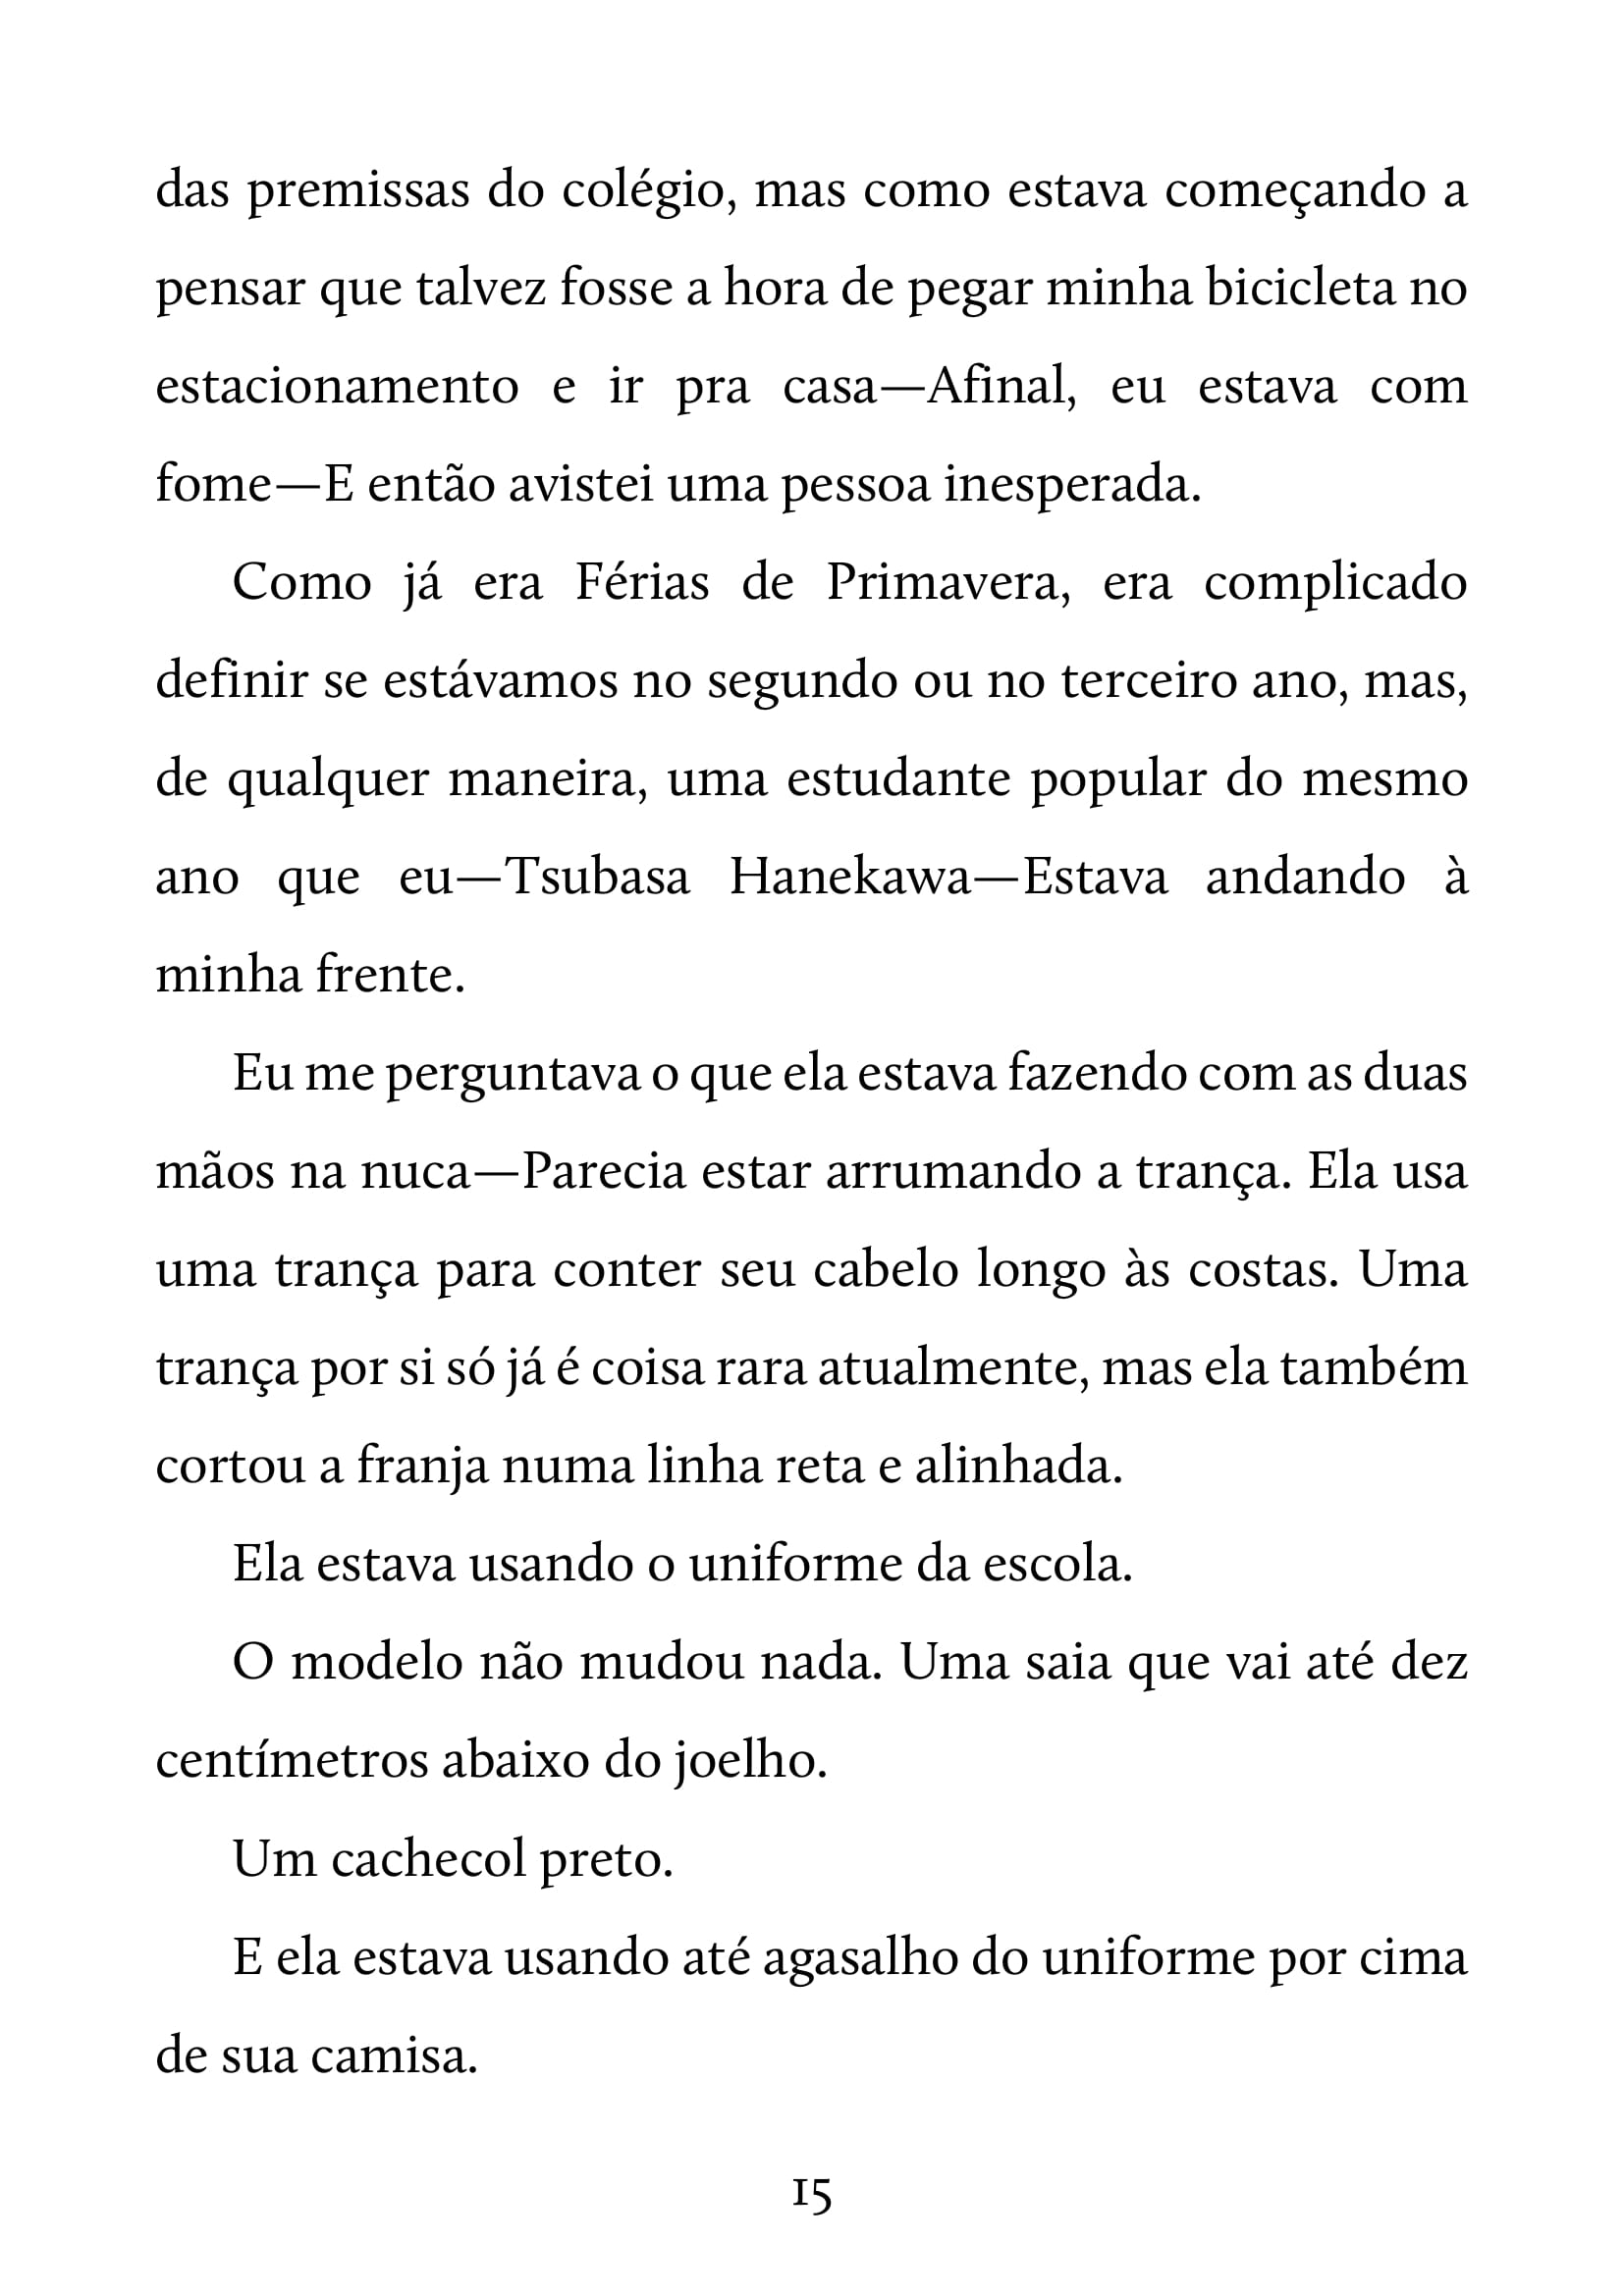 das premissas do colégio, mas como estava começando a
pensar que talvez fosse a hora de pegar minha bicicleta no
estacionamento e ir pra casa—Afinal, eu estava com
fome—E então avistei uma pessoa inesperada.
Como já era Férias de Primavera, era complicado
definir se estávamos no segundo ou no terceiro ano, mas,
de qualquer maneira, uma estudante popular do mesmo
ano que eu—Tsubasa Hanekawa—Estava andando à
minha frente.
Eu me perguntava o que ela estava fazendo com as duas
mãos na nuca—Parecia estar arrumando a trança. Ela usa
uma trança para conter seu cabelo longo às costas. Uma
trança por si só já é coisa rara atualmente, mas ela também
cortou a franja numa linha reta e alinhada.
Ela estava usando o uniforme da escola.
O modelo não mudou nada. Uma saia que vai até dez
centímetros abaixo do joelho.
Um cachecol preto.
E ela estava usando até agasalho do uniforme por cima
de sua camisa.
15